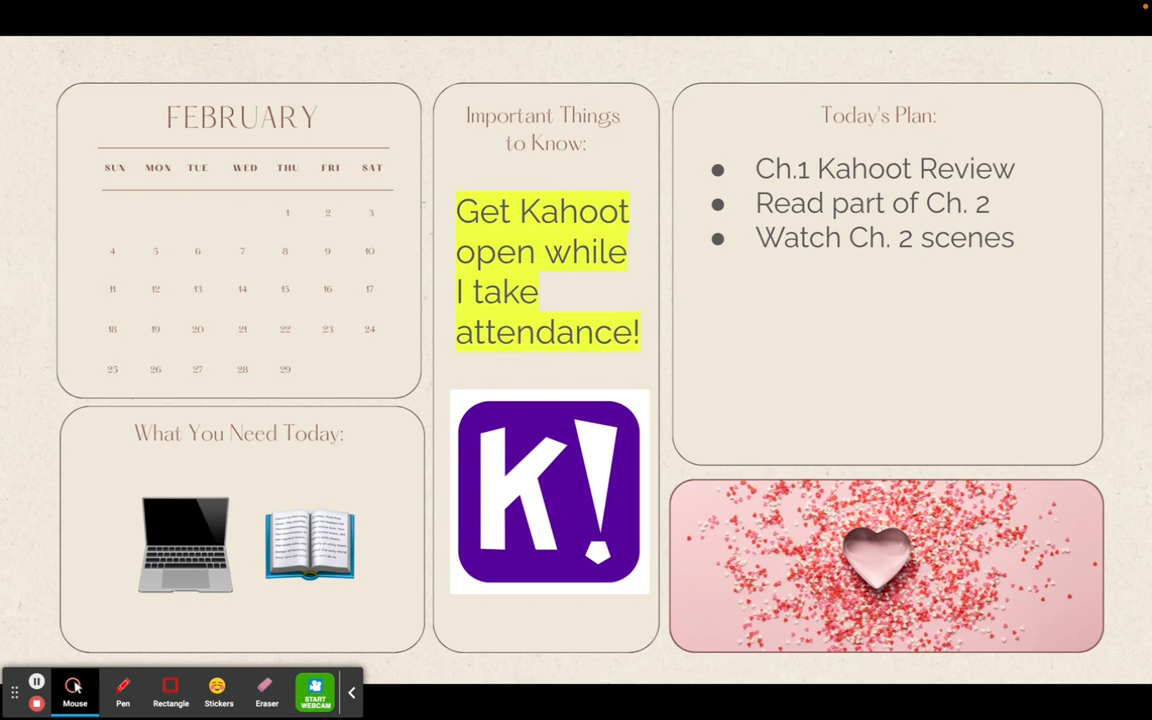 FEBRUARY
SUN MON TUE WED THU FRI SAT
1 2 3
4 5 6 7 8 9 10
11 12 13 14 15 16 17
18 19 20 21 22 23 24
25 26 27 28 29
What You Need Today:
Important Things
to Know:
Get Kahoot
open while
I take
attendance!
K!
Today's Plan:
● Ch.1 Kahoot Review
● Read part of Ch. 2
● Watch Ch. 2 scenes
Mouse
Pen
Rectangle
Stickers
Eraser
START
WEBCAM